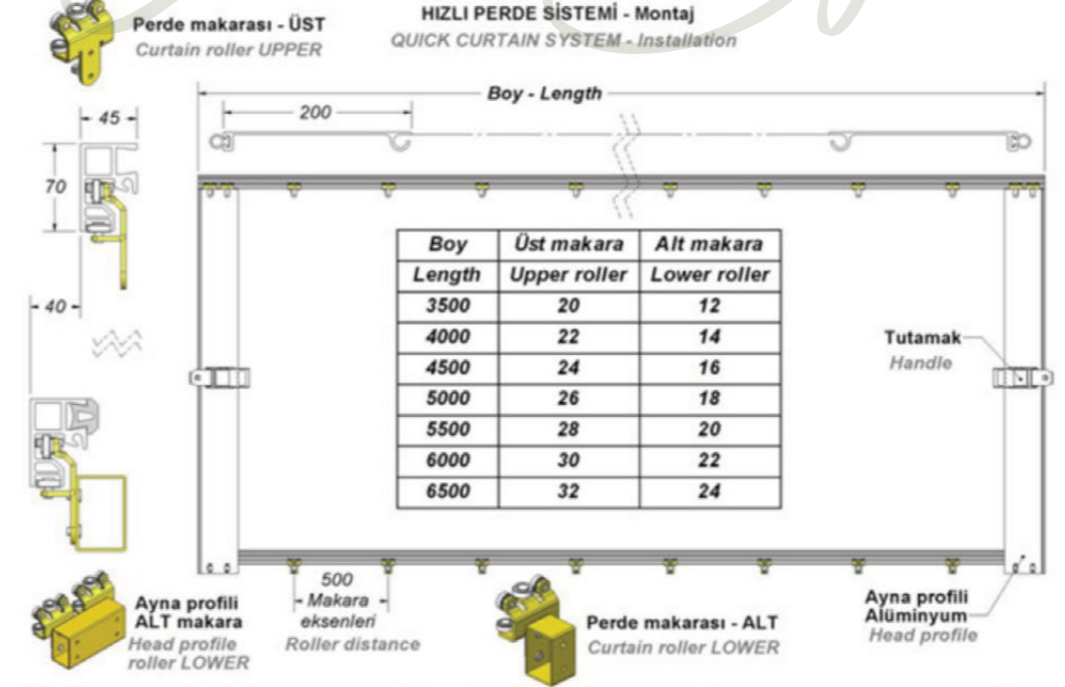 Perde makarası - ÜST
Curtain roller UPPER
HIZLI PERDE SİSTEMİ - Montaj
QUICK CURTAIN SYSTEM - Installation
Boy - Length
200
45
70
40
Boy Üst makara Alt makara
Length Upper roller Lower roller
3500 20 12
4000 22 14
4500 24 16
5000 26 18
5500 28 20
6000 30 22
6500 32 24
Tutamak
Handle
500
Makara
eksenleri
Roller distance
Ayna profili
ALT makara
Head profile
roller LOWER
Perde makarası - ALT
Curtain roller LOWER
Ayna profili
Alüminyum
Head profile